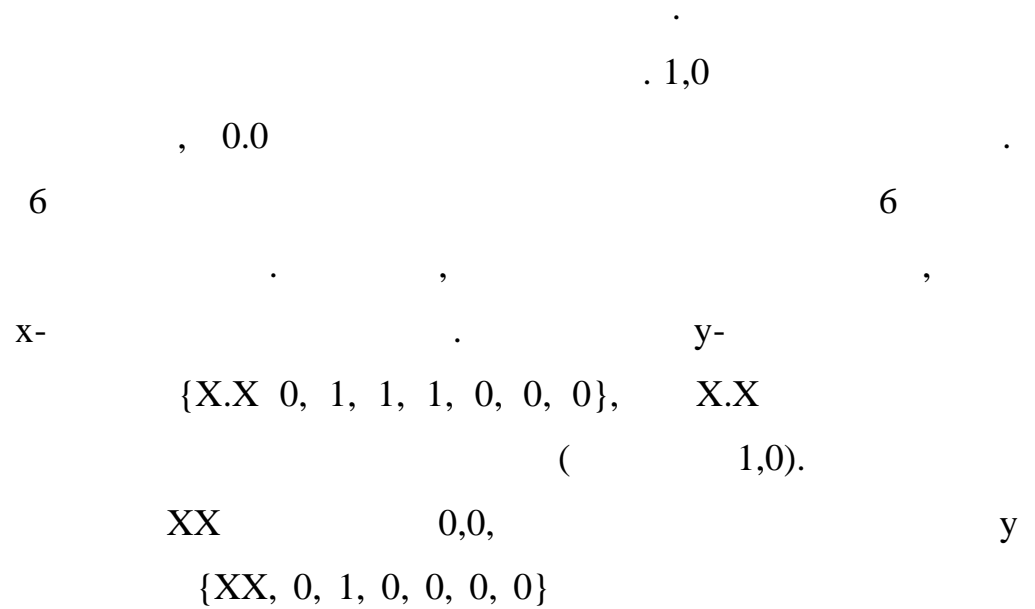 .
. 1,0
, 0.0 .
6 6
. , ,
x- . y-
{X.X 0, 1, 1, 1, 0, 0, 0}, X.X
( 1,0).
XX 0,0, y
{XX, 0, 1, 0, 0, 0, 0}